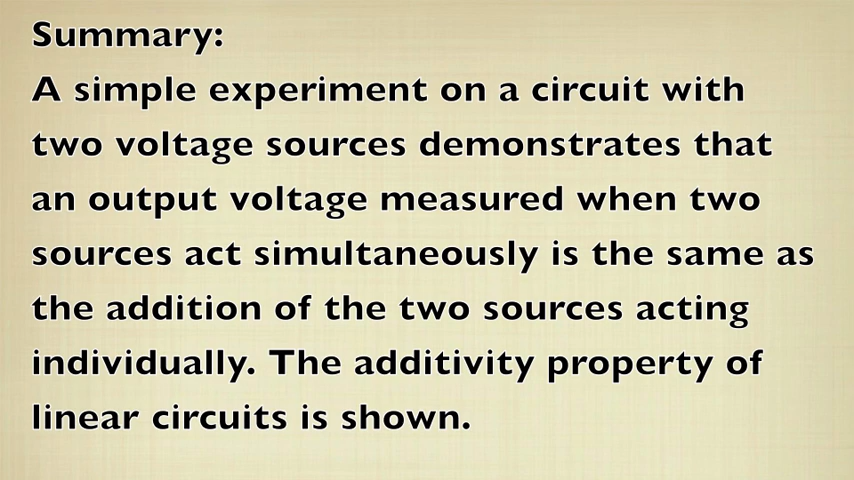 Summary:
A simple experiment on a circuit with
two voltage sources demonstrates that
an output voltage measured when two
sources act simultaneously is the same as
the addition of the two sources acting
individually. The additivity property of
linear circuits is shown.